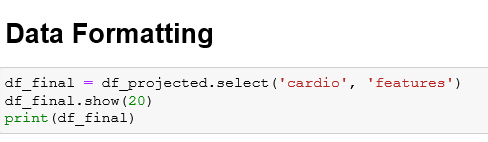 Data Formatting
df_final = df_projected.select('cardio', 'features')
df_final.show(20)
print(df_final)